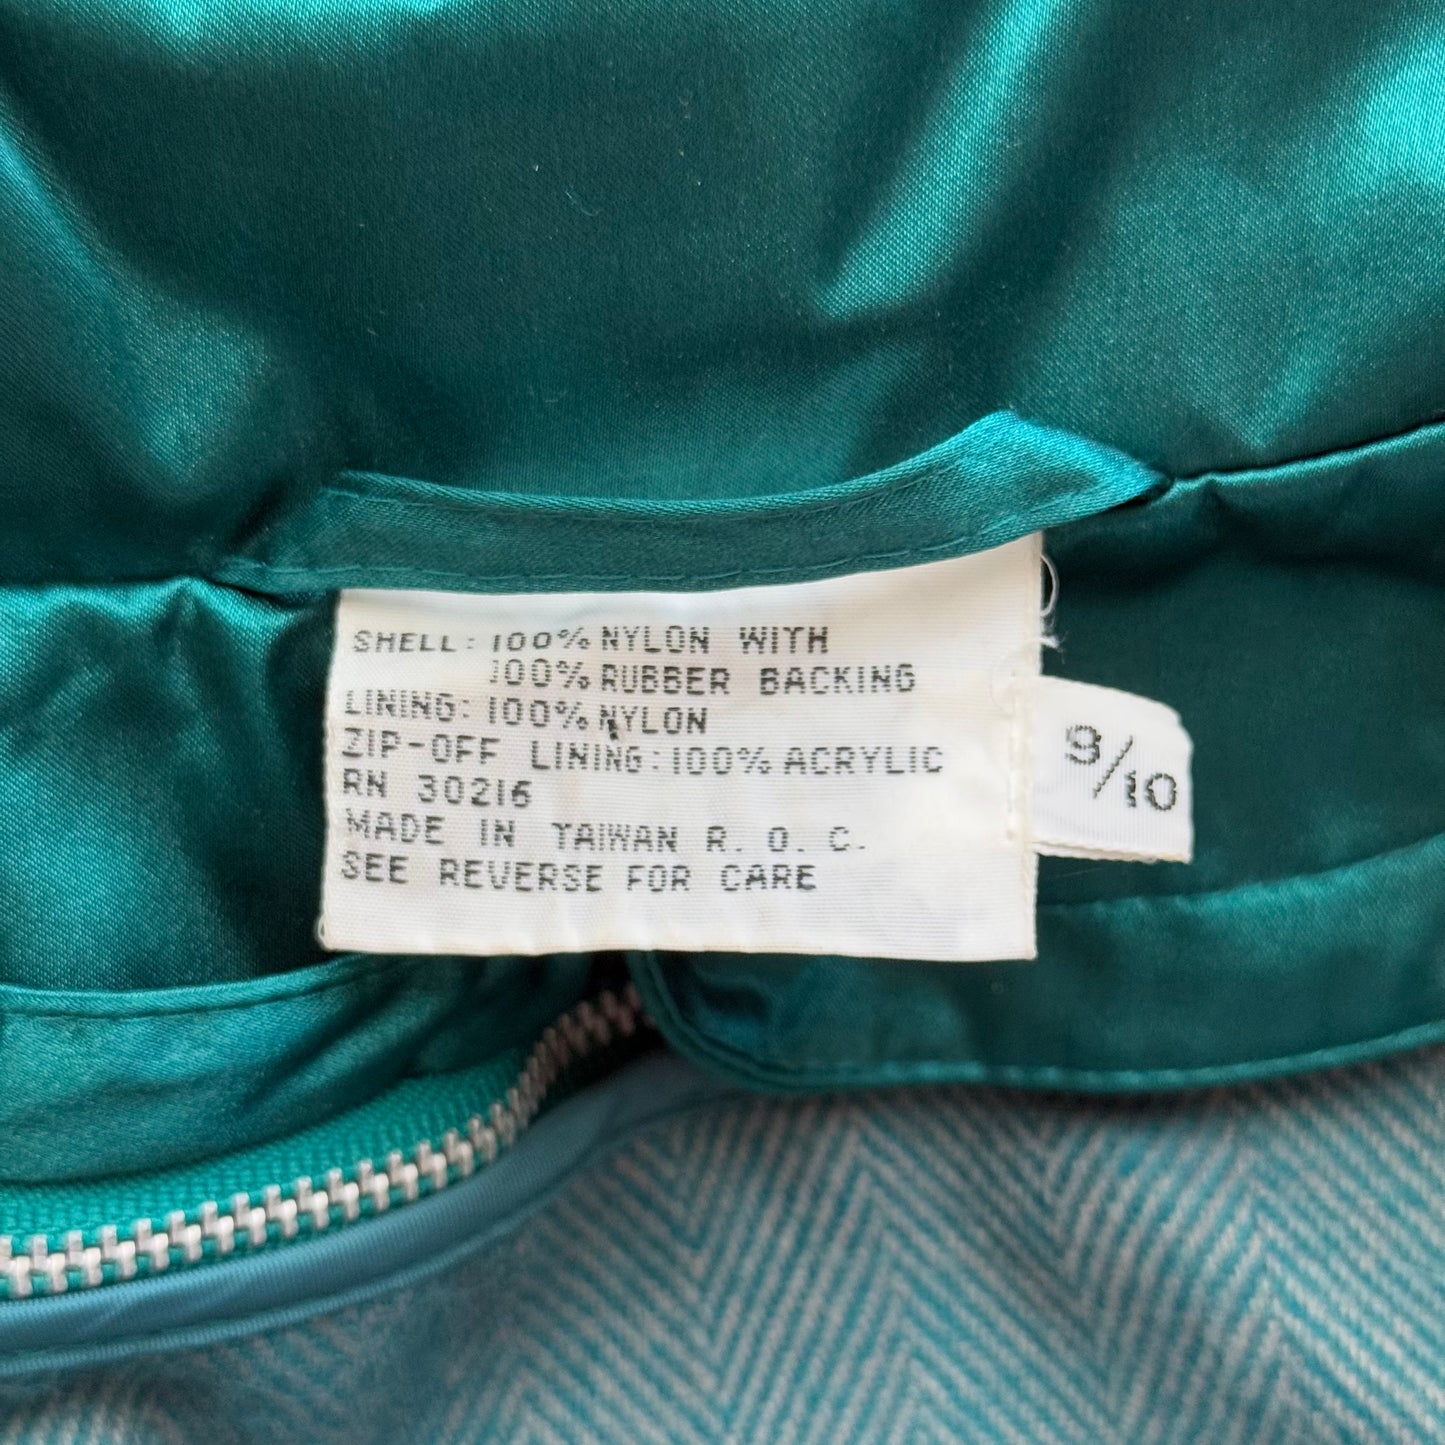 SHELL: 100% NYLON WITH
100% RUBBER BACKING
LINING: 100% NYLON
ZIP-OFF LINING: 100% ACRYLIC
RN 30216
MADE IN TAIWAN R. O. C.
SEE REVERSE FOR CARE
9/10